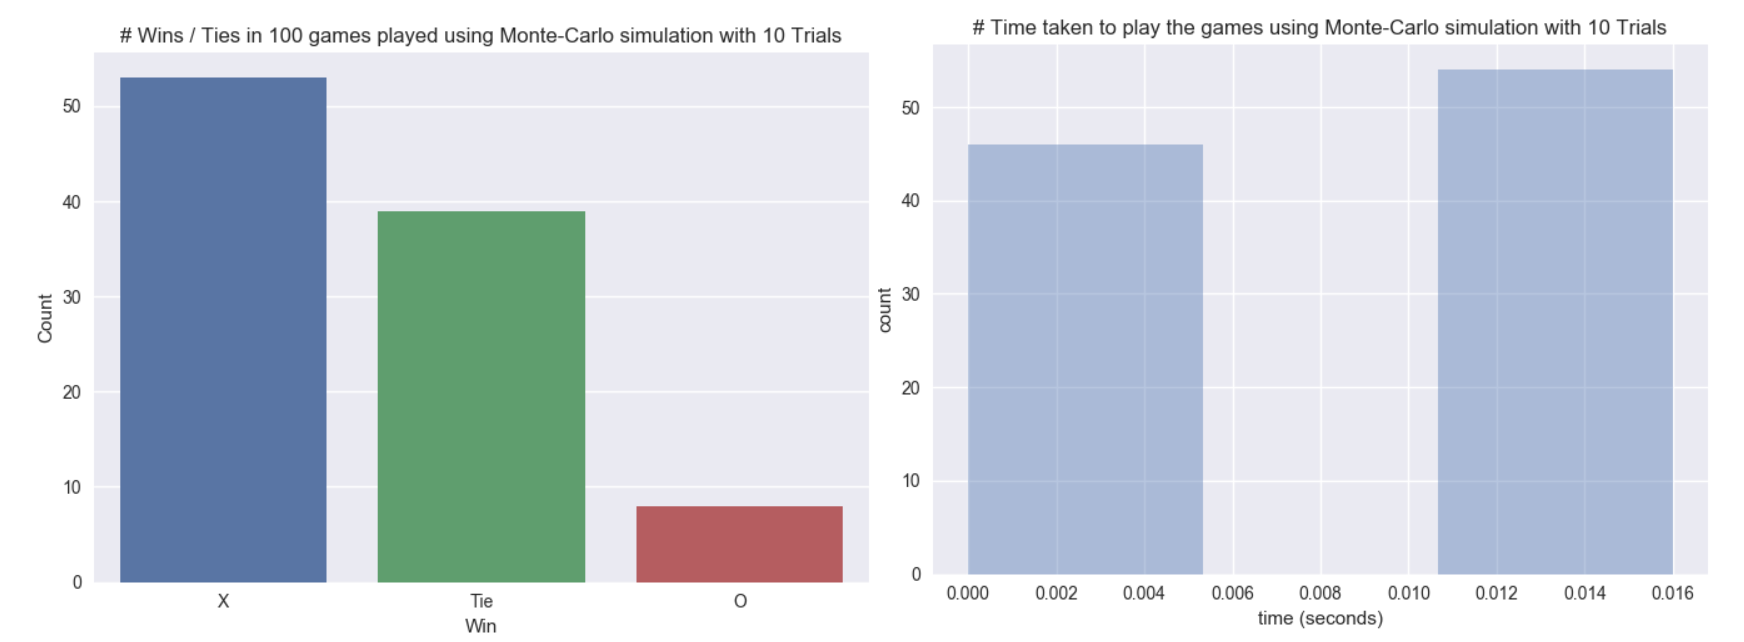 # Wins / Ties in 100 games played using Monte-Carlo simulation with 10 Trials
50
40
30
20
10
0
Count
X Tie O
Win
# Time taken to play the games using Monte-Carlo simulation with 10 Trials
50
40
30
20
10
0
count
0.000 0.002 0.004 0.006 0.008 0.010 0.012 0.014 0.016
time (seconds)